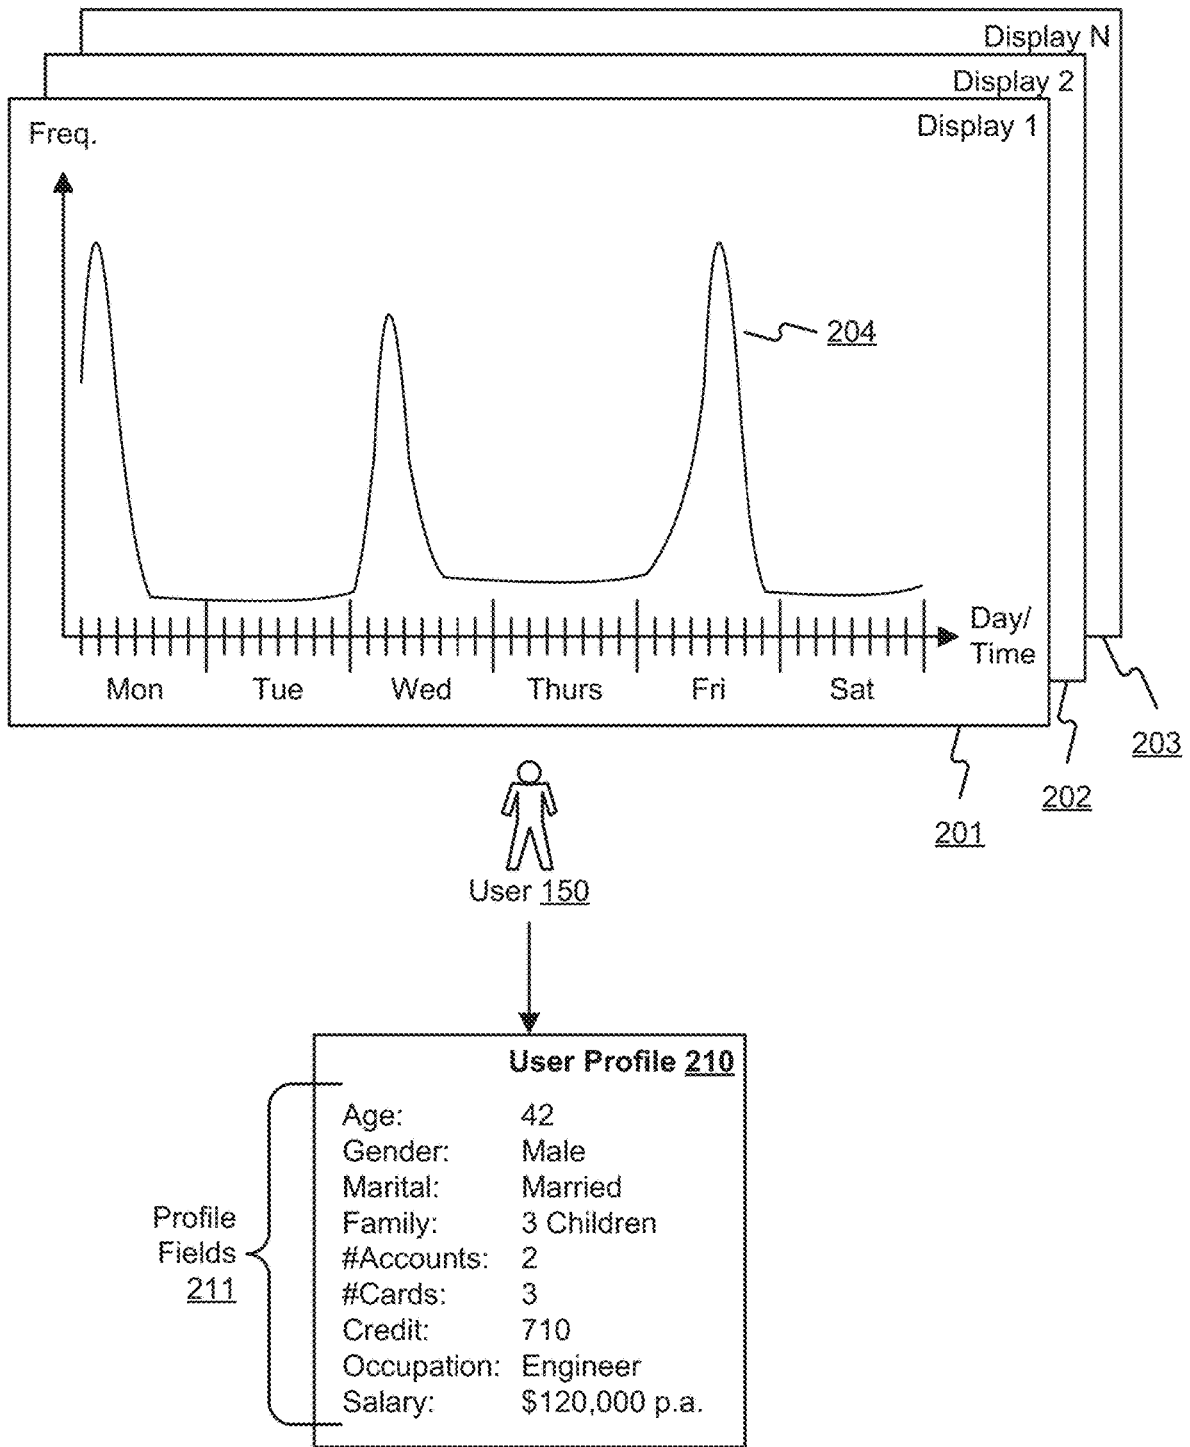 Display N
Display 2
Display 1
Freq.
204
Day/
Time
Mon Tue Wed Thurs Fri Sat
203
202
201
User 150
User Profile 210
Age: 42
Gender: Male
Marital: Married
Family: 3 Children
#Accounts: 2
#Cards: 3
Credit: 710
Occupation: Engineer
Salary: $120,000 p.a.
Profile
Fields
211